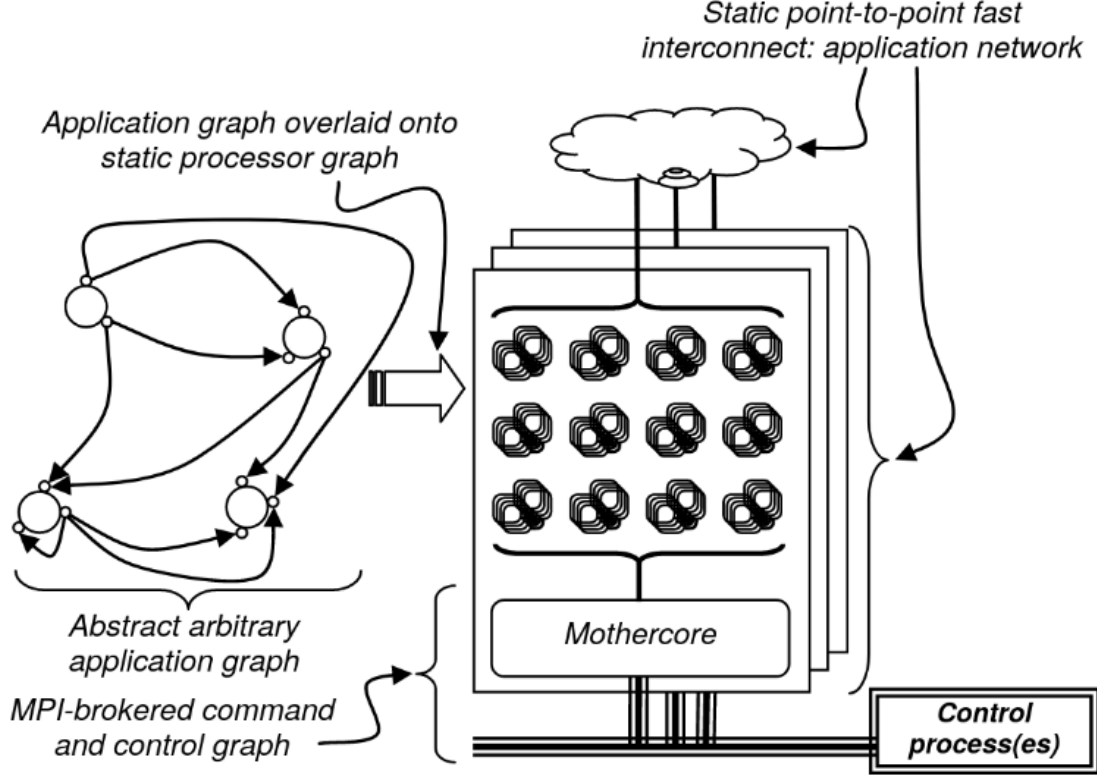 Static point-to-point fast
interconnect: application network
Application graph overlaid onto
static processor graph
Mothercore
Abstract arbitrary
application graph
MPI-brokered command
and control graph
Control
process(es)